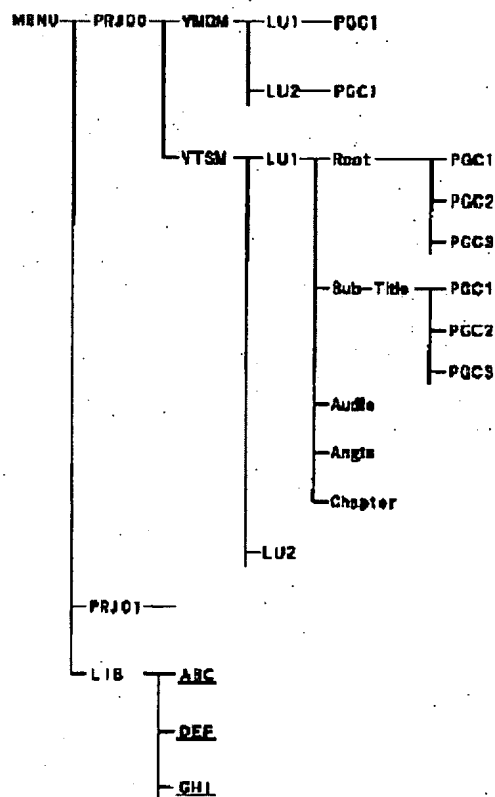 MENU PRJ00 VMGM LU1 PGC1
LU2 PGC1
VTSM LU1 Root PGC1
PGC2
PGC3
Sub-Title PGC1
PGC2
PGC3
Audio
Angle
Chapter
LU2
PRJ01
LIB ABC
DEF
GHI